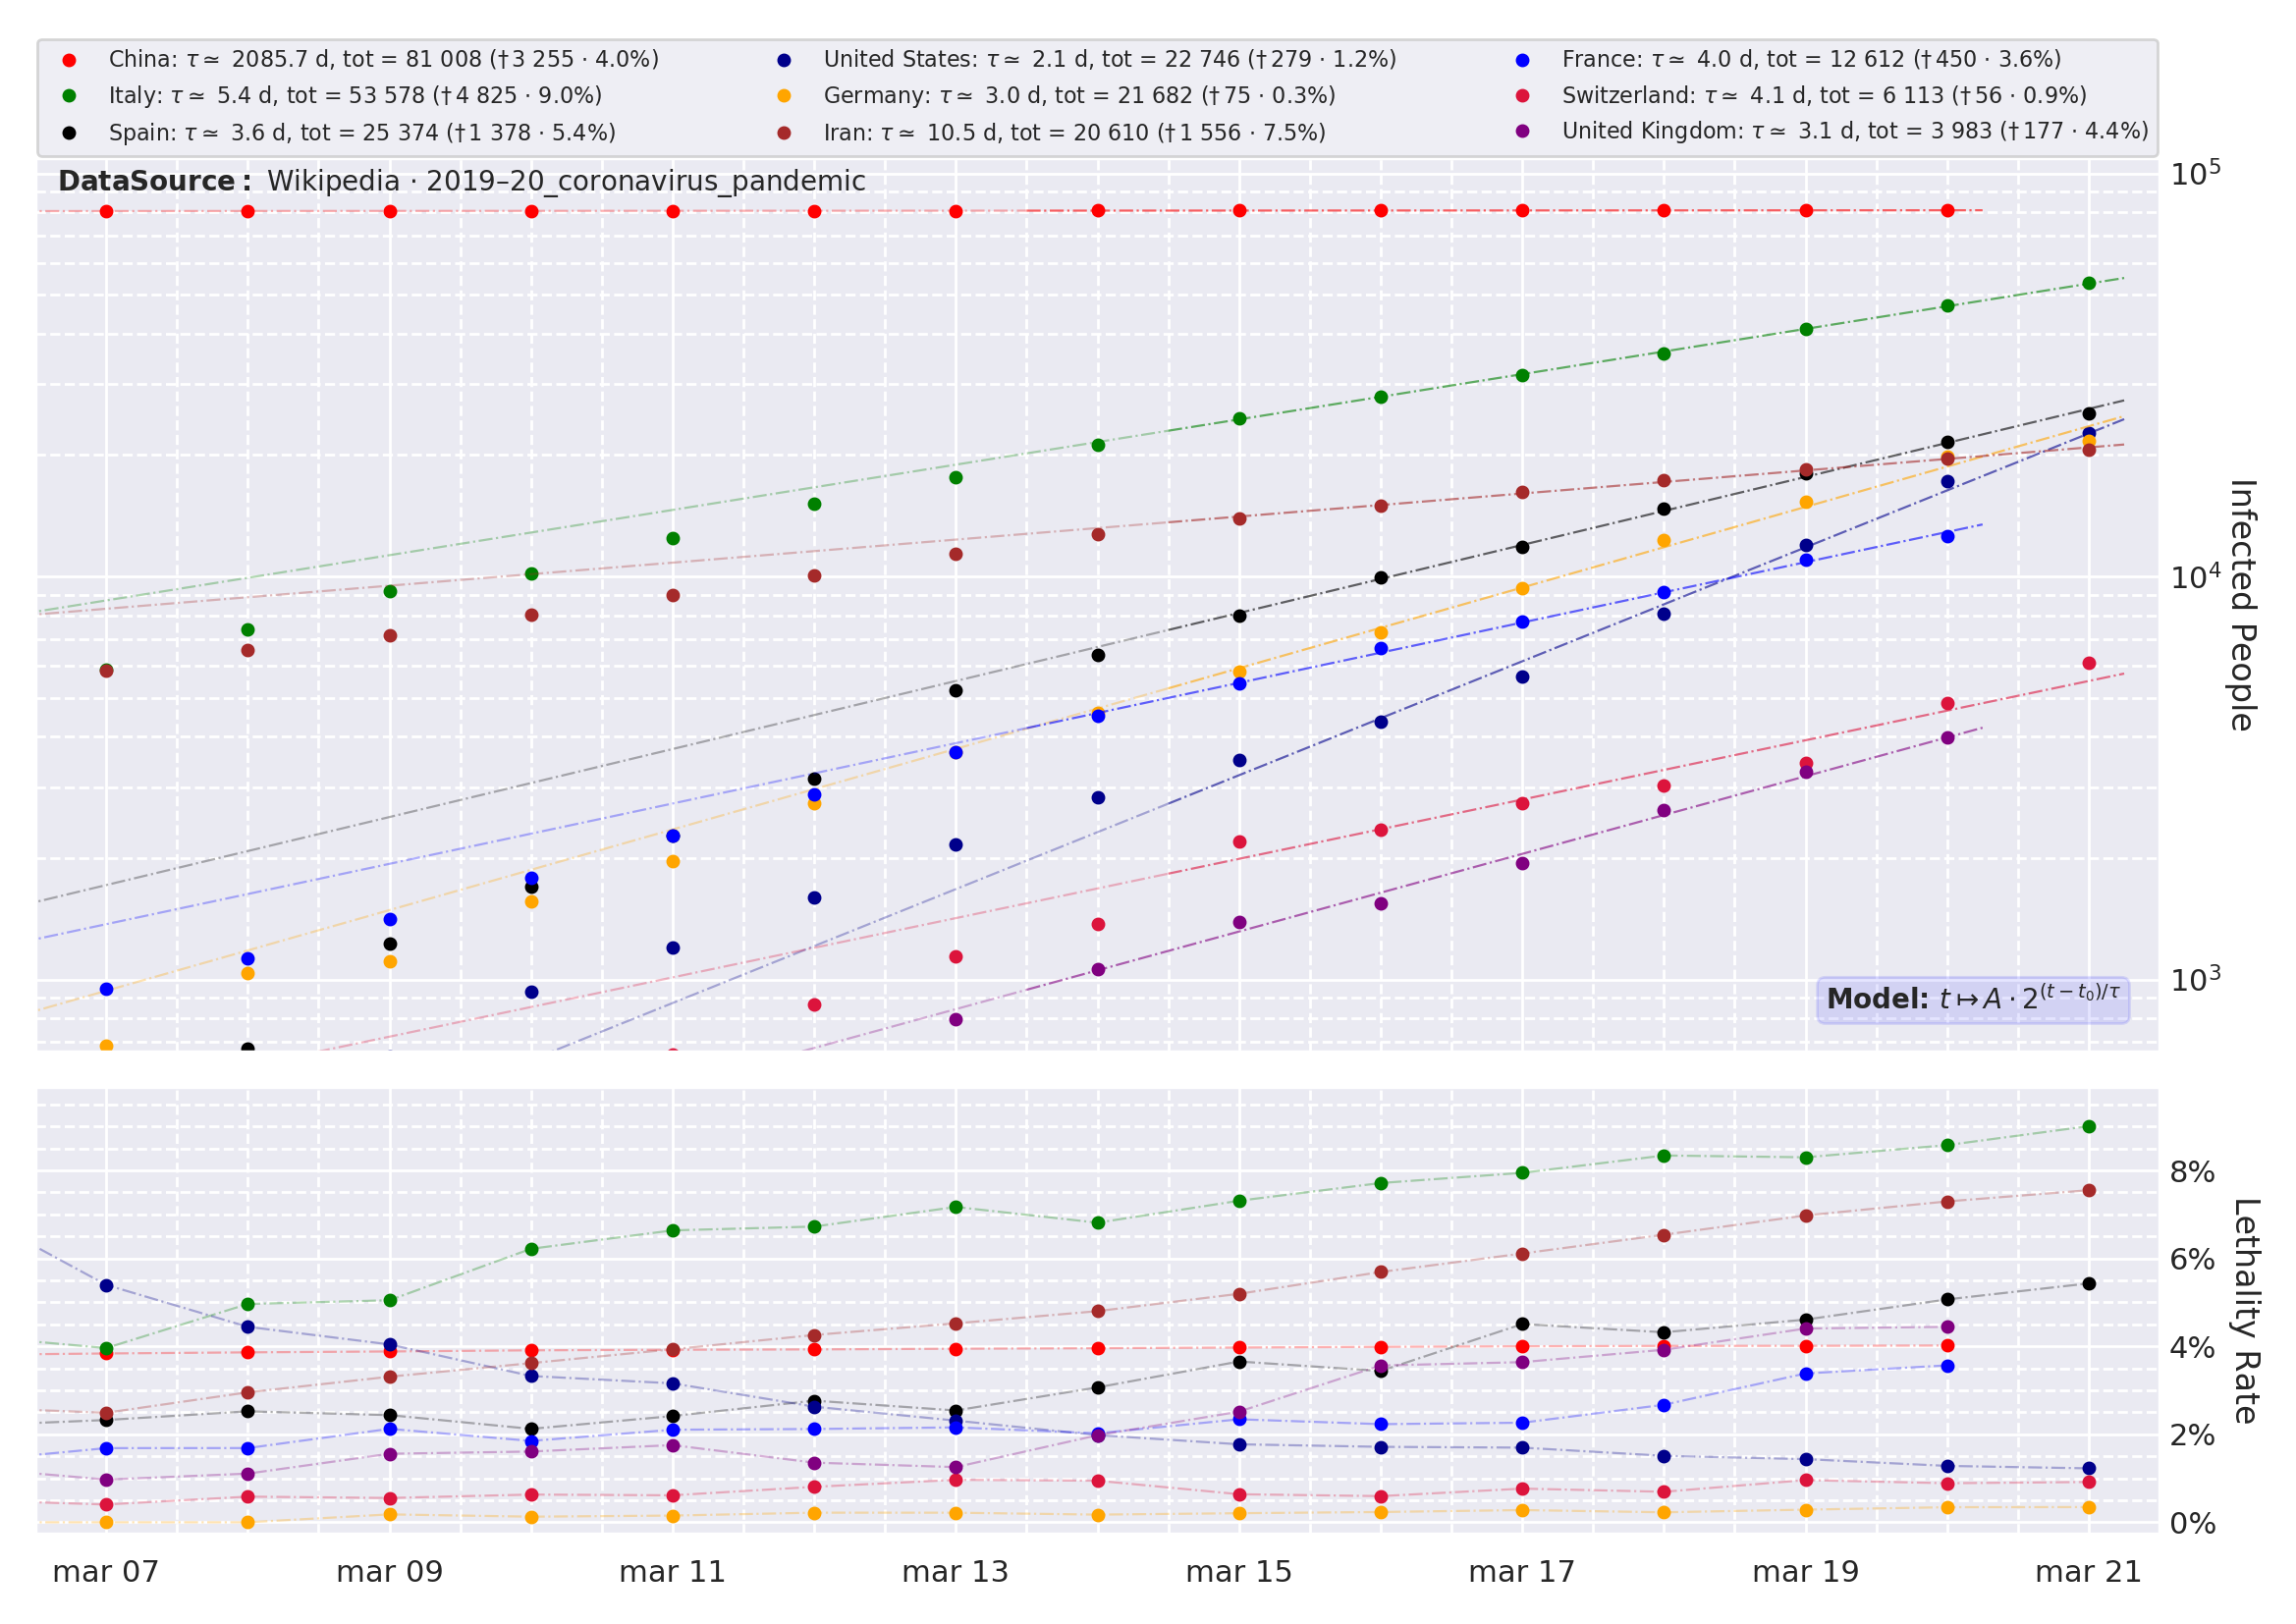 China: τ ≃ 2085.7 d, tot = 81 008 (†3 255 · 4.0%)
Italy: τ ≃ 5.4 d, tot = 53 578 (†4 825 · 9.0%)
Spain: τ ≃ 3.6 d, tot = 25 374 (†1 378 · 5.4%)
United States: τ ≃ 2.1 d, tot = 22 746 (†279 · 1.2%)
Germany: τ ≃ 3.0 d, tot = 21 682 (†75 · 0.3%)
Iran: τ ≃ 10.5 d, tot = 20 610 (†1 556 · 7.5%)
France: τ ≃ 4.0 d, tot = 12 612 (†450 · 3.6%)
Switzerland: τ ≃ 4.1 d, tot = 6 113 (†56 · 0.9%)
United Kingdom: τ ≃ 3.1 d, tot = 3 983 (†177 · 4.4%)
DataSource: Wikipedia · 2019–20_coronavirus_pandemic
10⁵
10⁴
10³
Infected People
Model: t ↦ A · 2^{(t − t₀)/τ}
8%
6%
4%
2%
0%
Lethality Rate
mar 07 mar 09 mar 11 mar 13 mar 15 mar 17 mar 19 mar 21